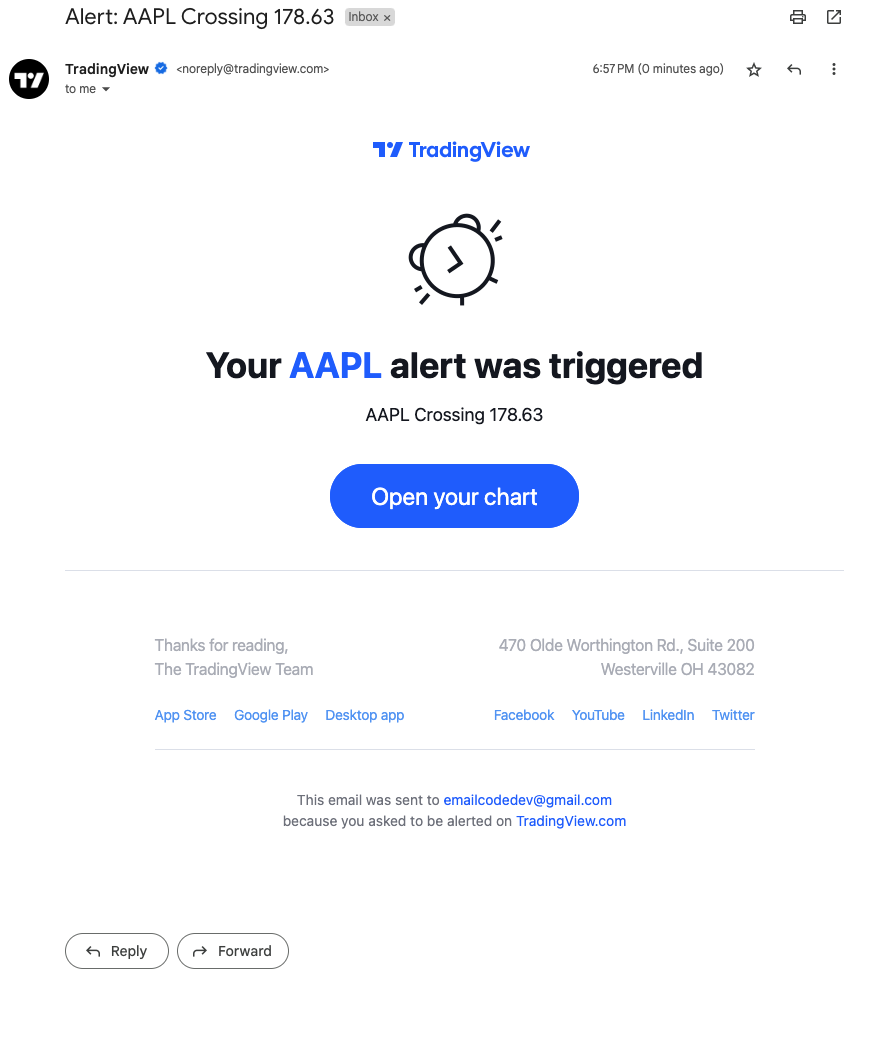 Alert: AAPL Crossing 178.63 Inbox ×
TradingView <noreply@tradingview.com> 6:57 PM (0 minutes ago)
to me
TradingView
Your AAPL alert was triggered
AAPL Crossing 178.63
Open your chart
Thanks for reading,
The TradingView Team
470 Olde Worthington Rd., Suite 200
Westerville OH 43082
App Store Google Play Desktop app
Facebook YouTube LinkedIn Twitter
This email was sent to emailcodedev@gmail.com
because you asked to be alerted on TradingView.com
Reply Forward